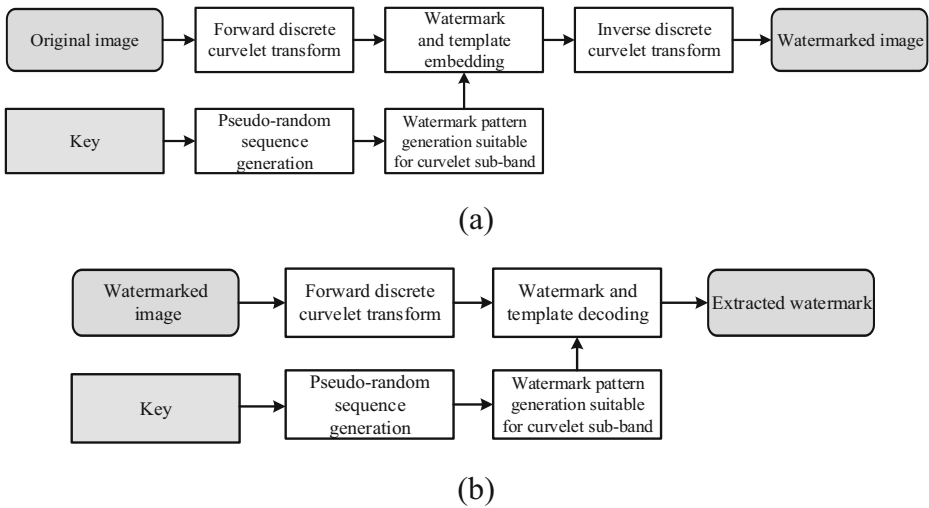 Original image
Forward discrete
curvelet transform
Watermark
and template
embedding
Inverse discrete
curvelet transform
Watermarked image
Key
Pseudo-random
sequence
generation
Watermark pattern
generation suitable
for curvelet sub-band
(a)
Watermarked
image
Forward discrete
curvelet transform
Watermark and
template decoding
Extracted watermark
Key
Pseudo-random
sequence
generation
Watermark pattern
generation suitable
for curvelet sub-band
(b)